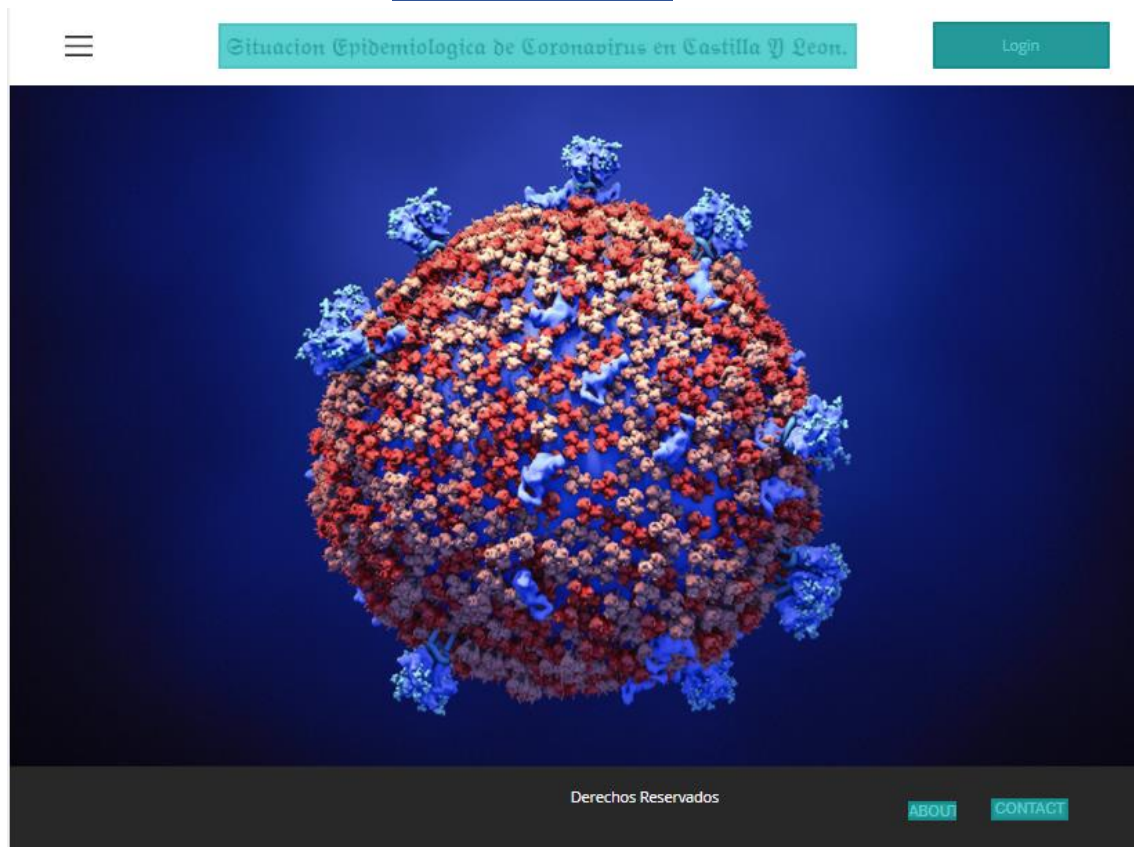 Situacion Epidemiologica de Coronavirus en Castilla Y Leon.
Login
Derechos Reservados
ABOUT
CONTACT